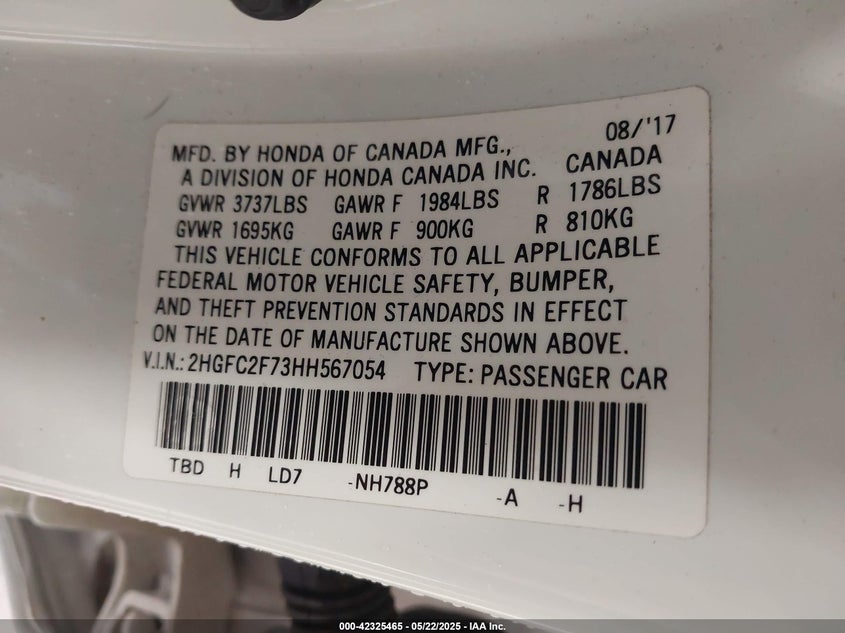 08/'17
MFD. BY HONDA OF CANADA MFG.,
A DIVISION OF HONDA CANADA INC. CANADA
GVWR 3737LBS GAWR F 1984LBS R 1786LBS
GVWR 1695KG GAWR F 900KG R 810KG
THIS VEHICLE CONFORMS TO ALL APPLICABLE
FEDERAL MOTOR VEHICLE SAFETY, BUMPER,
AND THEFT PREVENTION STANDARDS IN EFFECT
ON THE DATE OF MANUFACTURE SHOWN ABOVE.
V.I.N.: 2HGFC2F73HH567054 TYPE: PASSENGER CAR
TBD H LD7 -NH788P -A -H
000-42325465 - 05/22/2025 - IAA Inc.